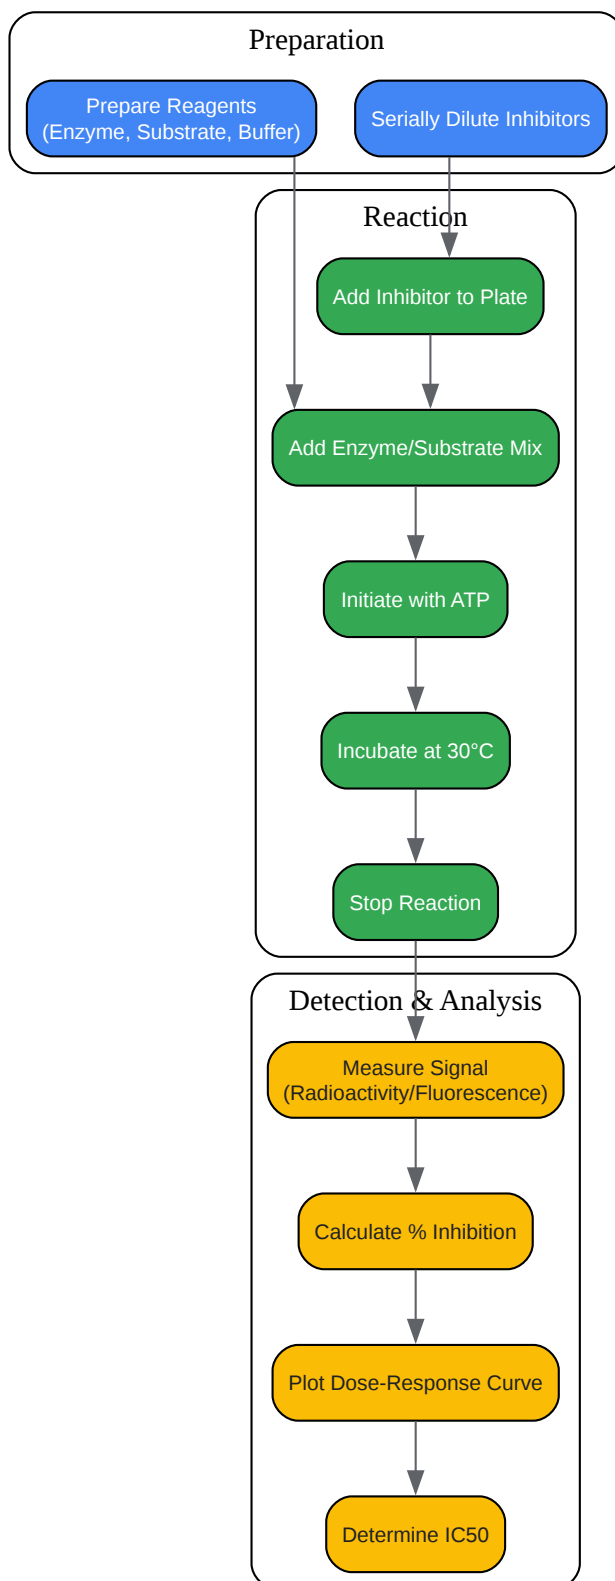 Preparation
Prepare Reagents
(Enzyme, Substrate, Buffer)
Serially Dilute Inhibitors
Reaction
Add Inhibitor to Plate
Add Enzyme/Substrate Mix
Initiate with ATP
Incubate at 30°C
Stop Reaction
Detection & Analysis
Measure Signal
(Radioactivity/Fluorescence)
Calculate % Inhibition
Plot Dose-Response Curve
Determine IC50